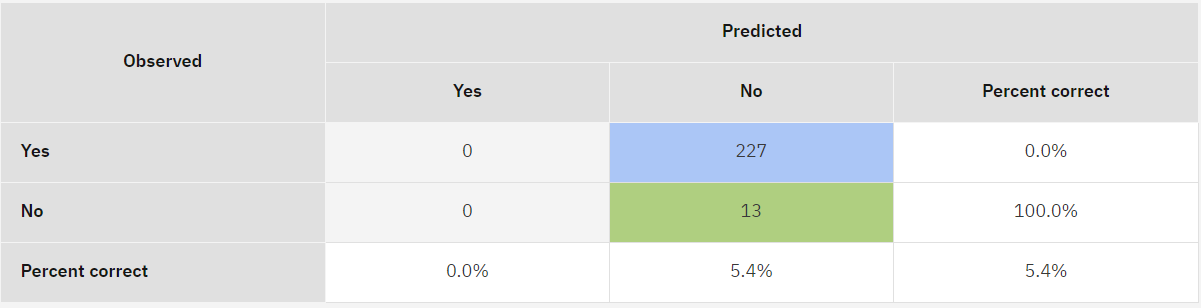 Observed Predicted
Yes No Percent correct
Yes 0 227 0.0%
No 0 13 100.0%
Percent correct 0.0% 5.4% 5.4%